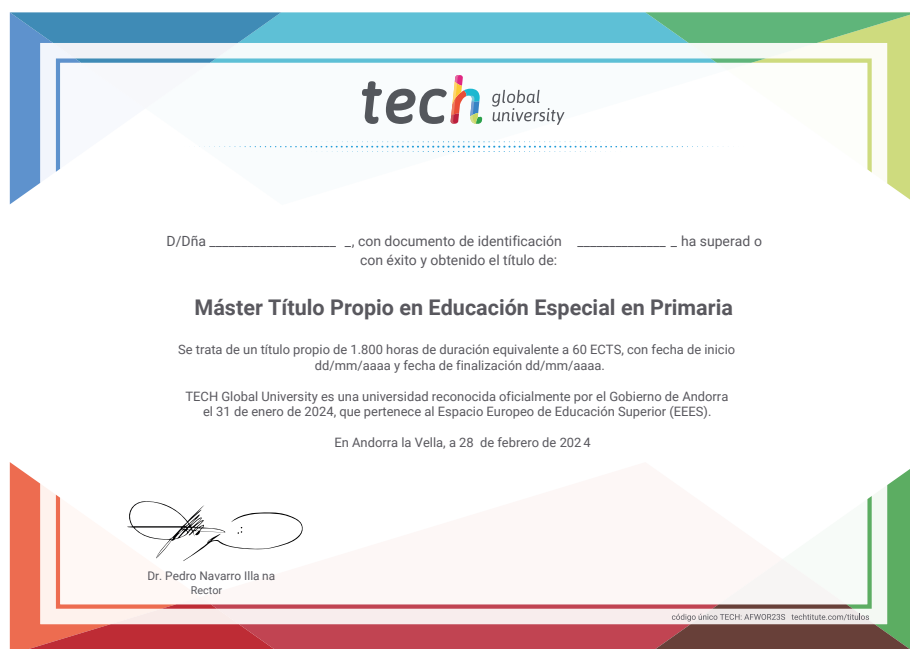 tech global
university
D/Dña ____________________ _, con documento de identificación ______________ _ ha superad o
con éxito y obtenido el título de:
Máster Título Propio en Educación Especial en Primaria
Se trata de un título propio de 1.800 horas de duración equivalente a 60 ECTS, con fecha de inicio
dd/mm/aaaa y fecha de finalización dd/mm/aaaa.
TECH Global University es una universidad reconocida oficialmente por el Gobierno de Andorra
el 31 de enero de 2024, que pertenece al Espacio Europeo de Educación Superior (EEES).
En Andorra la Vella, a 28 de febrero de 202 4
Dr. Pedro Navarro Illa na
Rector
código único TECH: AFWOR23S techtitute.com/titulos